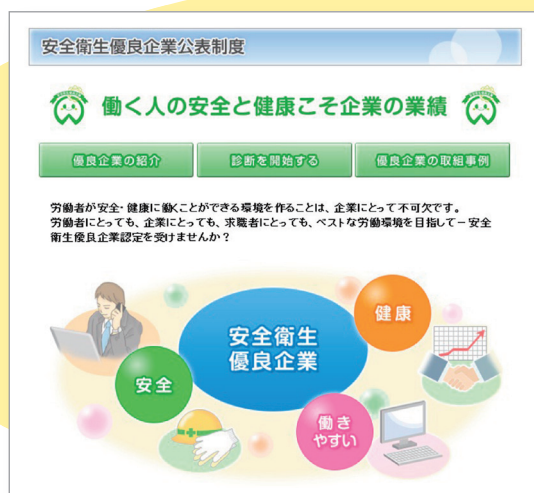 安全衛生優良企業公表制度
働く人の安全と健康こそ企業の業績
優良企業の紹介
診断を開始する
優良企業の取組事例
労働者が安全・健康に働くことができる環境を作ることは、企業にとって不可欠です。
労働者にとっても、企業にとっても、求職者にとっても、ベストな労働環境を目指して－安全
衛生優良企業認定を受けませんか？
安全衛生
優良企業
健康
安全
働き
やすい